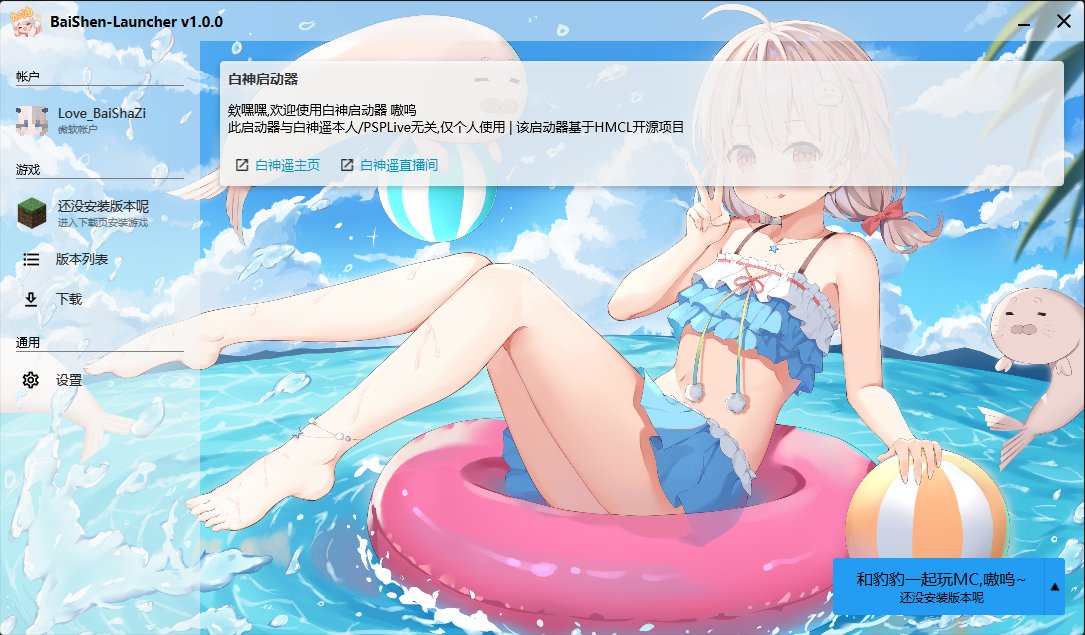 BaiShen-Launcher v1.0.0
帐户
Love_BaiShaZi
微软帐户
游戏
还没安装版本呢
进入下载页安装游戏
版本列表
下载
通用
设置
白神启动器
欸嘿嘿,欢迎使用白神启动器 嗷呜
此启动器与白神遥本人/PSPLive无关,仅个人使用 | 该启动器基于HMCL开源项目
白神遥主页
白神遥直播间
和豹豹一起玩MC,嗷呜~
还没安装版本呢